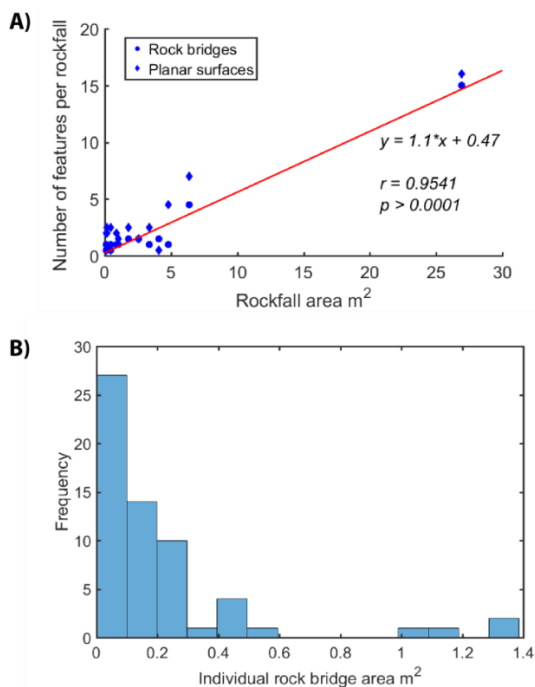 A)
20
15
10
5
0
Number of features per rockfall
Rock bridges
Planar surfaces
y = 1.1*x + 0.47
r = 0.9541
p > 0.0001
0 5 10 15 20 25 30
Rockfall area m²
B)
30
25
20
15
10
5
0
Frequency
0 0.2 0.4 0.6 0.8 1 1.2 1.4
Individual rock bridge area m²